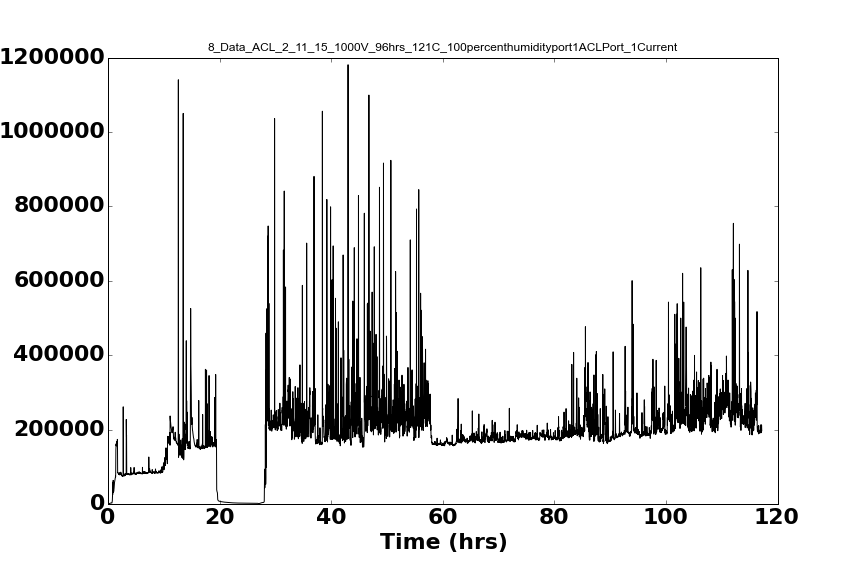 8_Data_ACL_2_11_15_1000V_96hrs_121C_100percenthumidityport1ACLPort_1Current
1200000
1000000
800000
600000
400000
200000
0
0 20 40 60 80 100 120
Time (hrs)